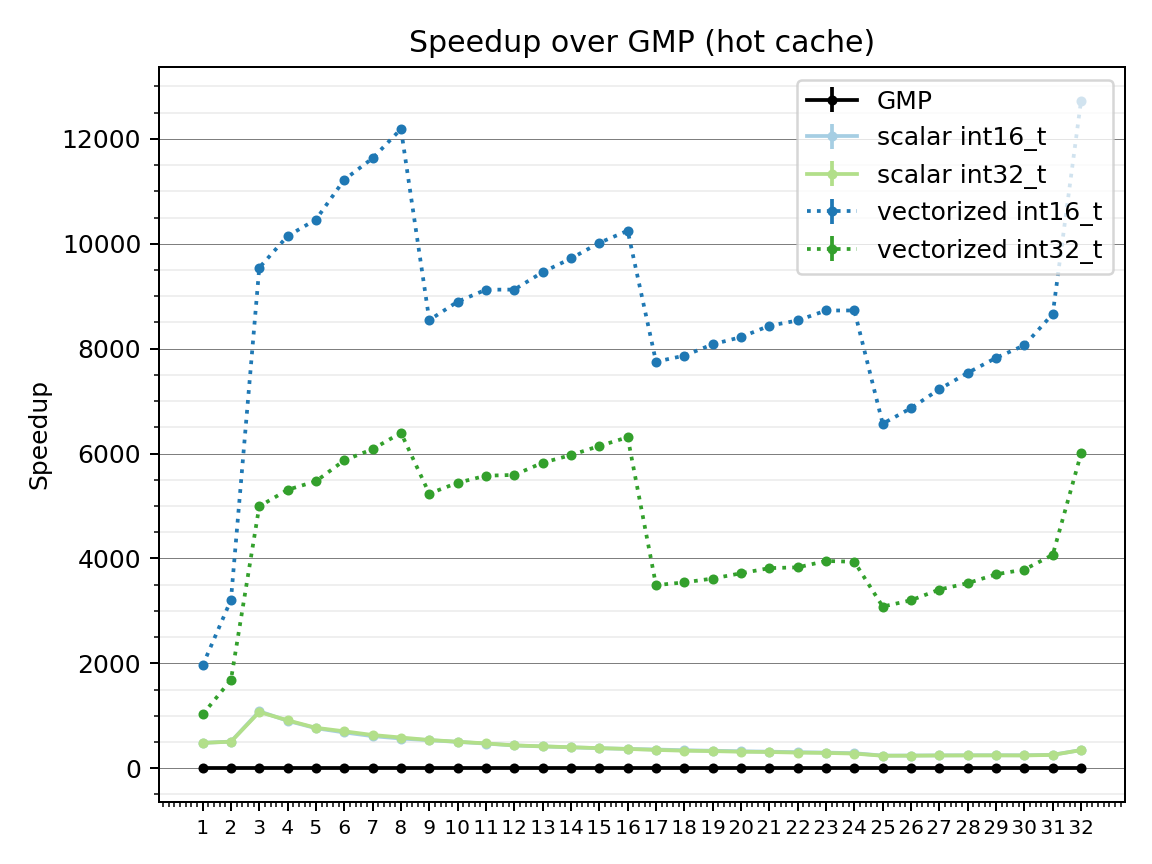 Speedup over GMP (hot cache)
GMP
scalar int16_t
scalar int32_t
vectorized int16_t
vectorized int32_t
12000
10000
8000
6000
4000
2000
0
Speedup
1 2 3 4 5 6 7 8 9 10 11 12 13 14 15 16 17 18 19 20 21 22 23 24 25 26 27 28 29 30 31 32